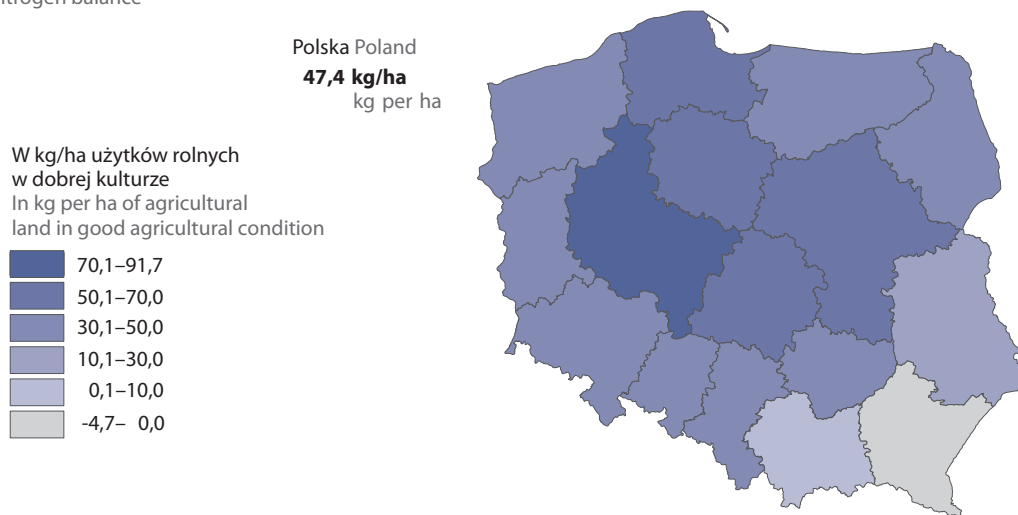 balance
Polska Poland
47,4 kg/ha
kg per ha
W kg/ha użytków rolnych
w dobrej kulturze
In kg per ha of agricultural
land in good agricultural condition
70,1–91,7
50,1–70,0
30,1–50,0
10,1–30,0
0,1–10,0
-4,7– 0,0